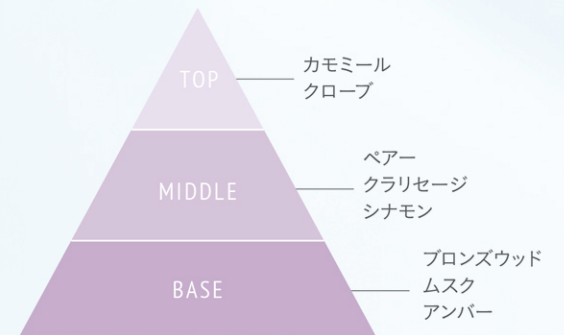 TOP
カモミール
クローブ
MIDDLE
ペアー
クラリセージ
シナモン
BASE
ブロンズウッド
ムスク
アンバー